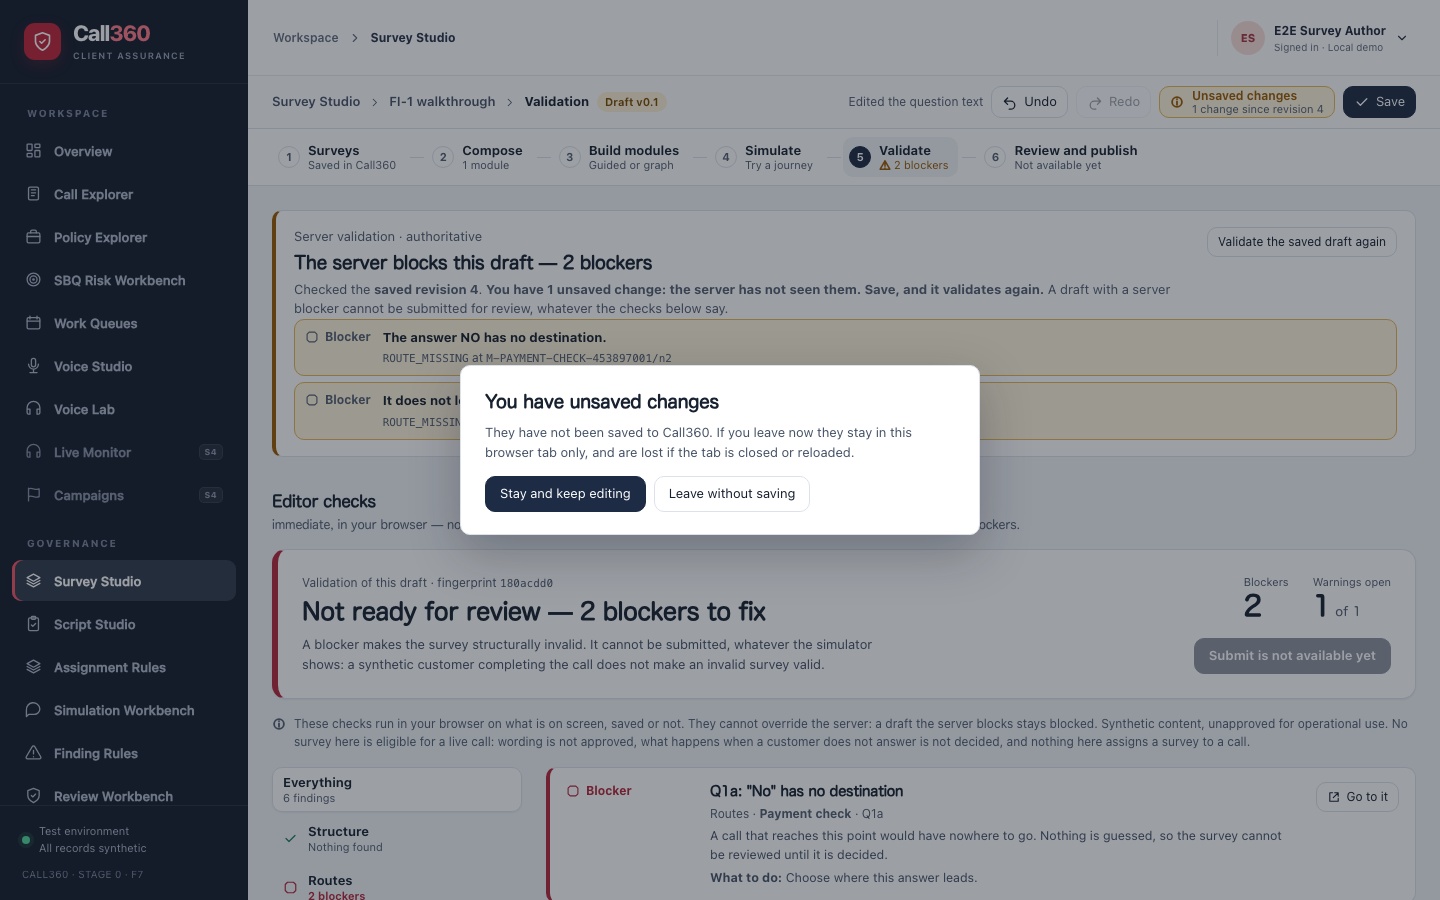 Call360
CLIENT ASSURANCE
WORKSPACE
Overview
Call Explorer
Policy Explorer
SBQ Risk Workbench
Work Queues
Voice Studio
Voice Lab
Live Monitor S4
Campaigns S4
GOVERNANCE
Survey Studio
Script Studio
Assignment Rules
Simulation Workbench
Finding Rules
Review Workbench
Test environment
All records synthetic
CALL360 · STAGE 0 · F7
Workspace > Survey Studio
ES
E2E Survey Author
Signed in · Local demo
Survey Studio > FI-1 walkthrough > Validation Draft v0.1
Edited the question text
Undo
Redo
Unsaved changes
1 change since revision 4
Save
1 Surveys
Saved in Call360
2 Compose
1 module
3 Build modules
Guided or graph
4 Simulate
Try a journey
5 Validate
2 blockers
6 Review and publish
Not available yet
Server validation · authoritative
Validate the saved draft again
The server blocks this draft — 2 blockers
Checked the saved revision 4. You have 1 unsaved change: the server has not seen them. Save, and it validates again. A draft with a server
blocker cannot be submitted for review, whatever the checks below say.
Blocker The answer NO has no destination.
ROUTE_MISSING at M-PAYMENT-CHECK-453897001/n2
Blocker It does not
ROUTE_MISSIN
You have unsaved changes
They have not been saved to Call360. If you leave now they stay in this
browser tab only, and are lost if the tab is closed or reloaded.
Stay and keep editing
Leave without saving
Editor checks
immediate, in your browser — no
ockers.
Validation of this draft · fingerprint 180acdd0
Not ready for review — 2 blockers to fix
A blocker makes the survey structurally invalid. It cannot be submitted, whatever the simulator
shows: a synthetic customer completing the call does not make an invalid survey valid.
Blockers
2
Warnings open
1 of 1
Submit is not available yet
These checks run in your browser on what is on screen, saved or not. They cannot override the server: a draft the server blocks stays blocked. Synthetic content, unapproved for operational use. No
survey here is eligible for a live call: wording is not approved, what happens when a customer does not answer is not decided, and nothing here assigns a survey to a call.
Everything
6 findings
Structure
Nothing found
Routes
2 blockers
Blocker
Q1a: "No" has no destination
Routes · Payment check · Q1a
A call that reaches this point would have nowhere to go. Nothing is guessed, so the survey cannot
be reviewed until it is decided.
What to do: Choose where this answer leads.
Go to it